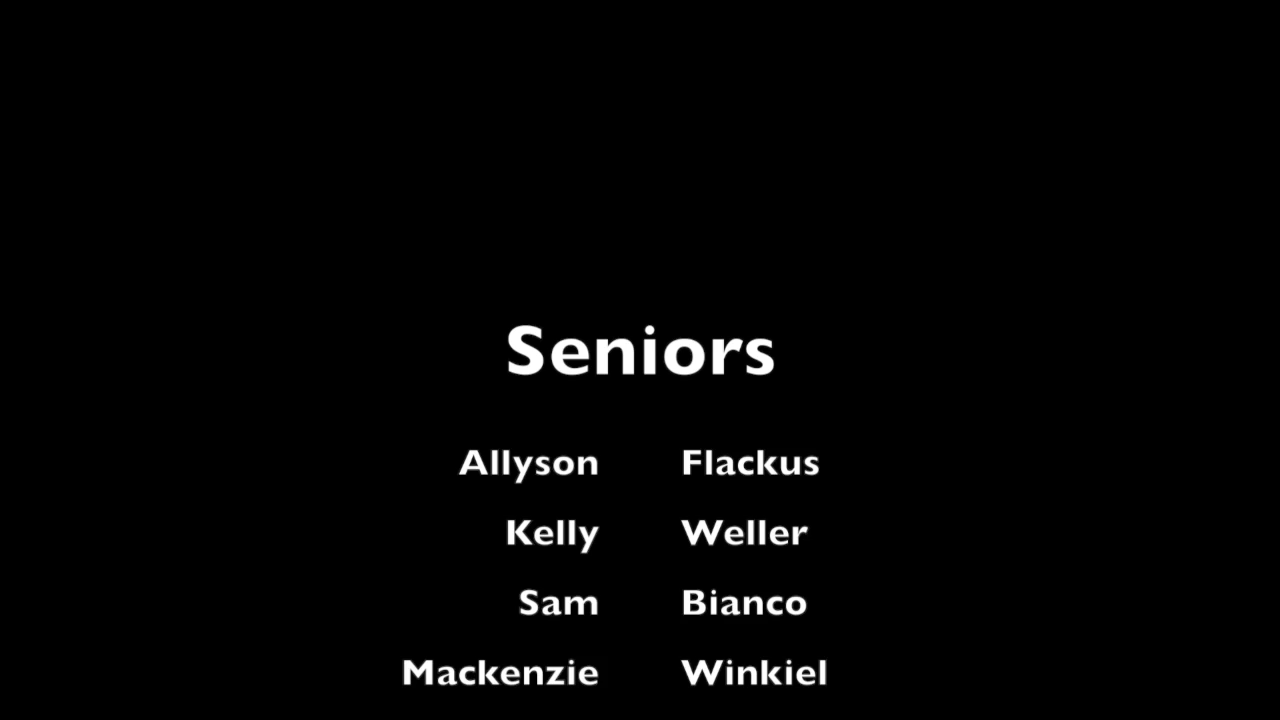 Seniors
Allyson Flackus
Kelly Weller
Sam Bianco
Mackenzie Winkiel